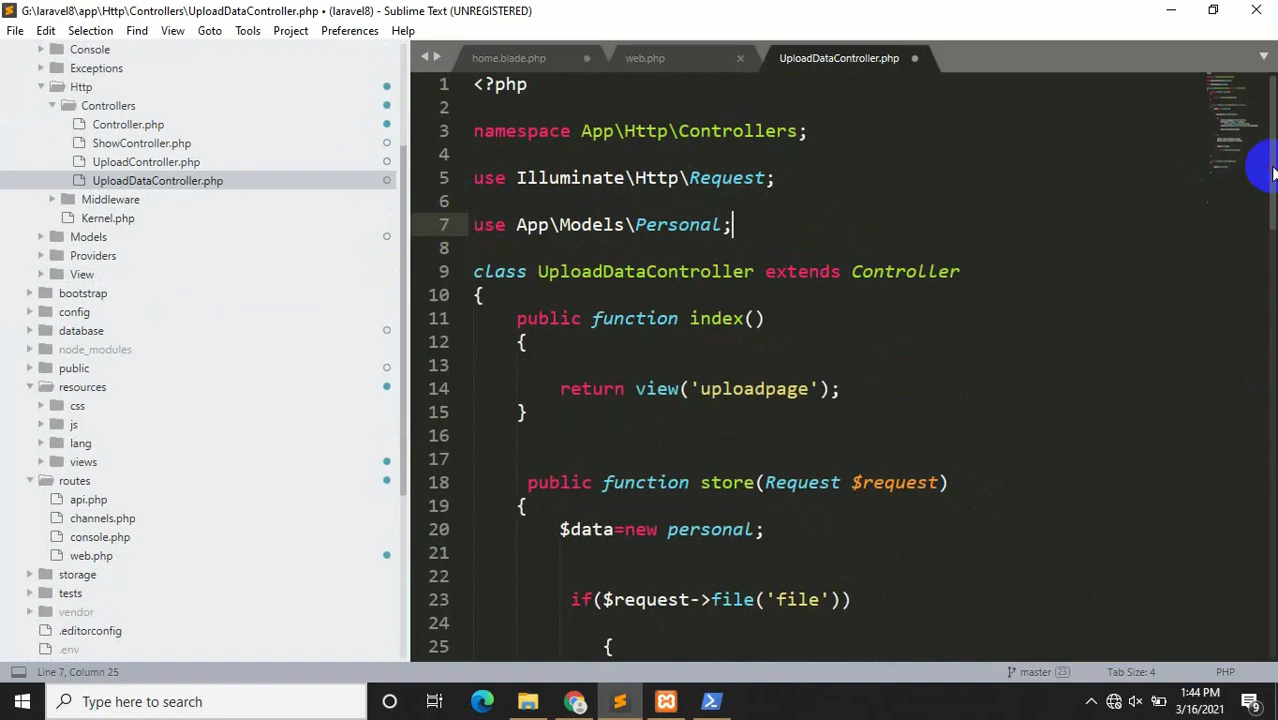 G:\laravel8\app\Http\Controllers\UploadDataController.php • (laravel8) - Sublime Text (UNREGISTERED)
File Edit Selection Find View Goto Tools Project Preferences Help
Console
Exceptions
Http
Controllers
Controller.php
ShowController.php
UploadController.php
UploadDataController.php
Middleware
Kernel.php
Models
Providers
View
bootstrap
config
database
node_modules
public
resources
css
js
lang
views
routes
api.php
channels.php
console.php
web.php
storage
tests
vendor
.editorconfig
.env
home.blade.php web.php UploadDataController.php
1 <?php
2
3 namespace App\Http\Controllers;
4
5 use Illuminate\Http\Request;
6
7 use App\Models\Personal;
8
9 class UploadDataController extends Controller
10 {
11 public function index()
12 {
13
14 return view('uploadpage');
15 }
16
17
18 public function store(Request $request)
19 {
20 $data=new personal;
21
22
23 if($request->file('file'))
24
25 {
Line 7, Column 25 master 23 Tab Size: 4 PHP
Type here to search
1:44 PM
3/16/2021
9